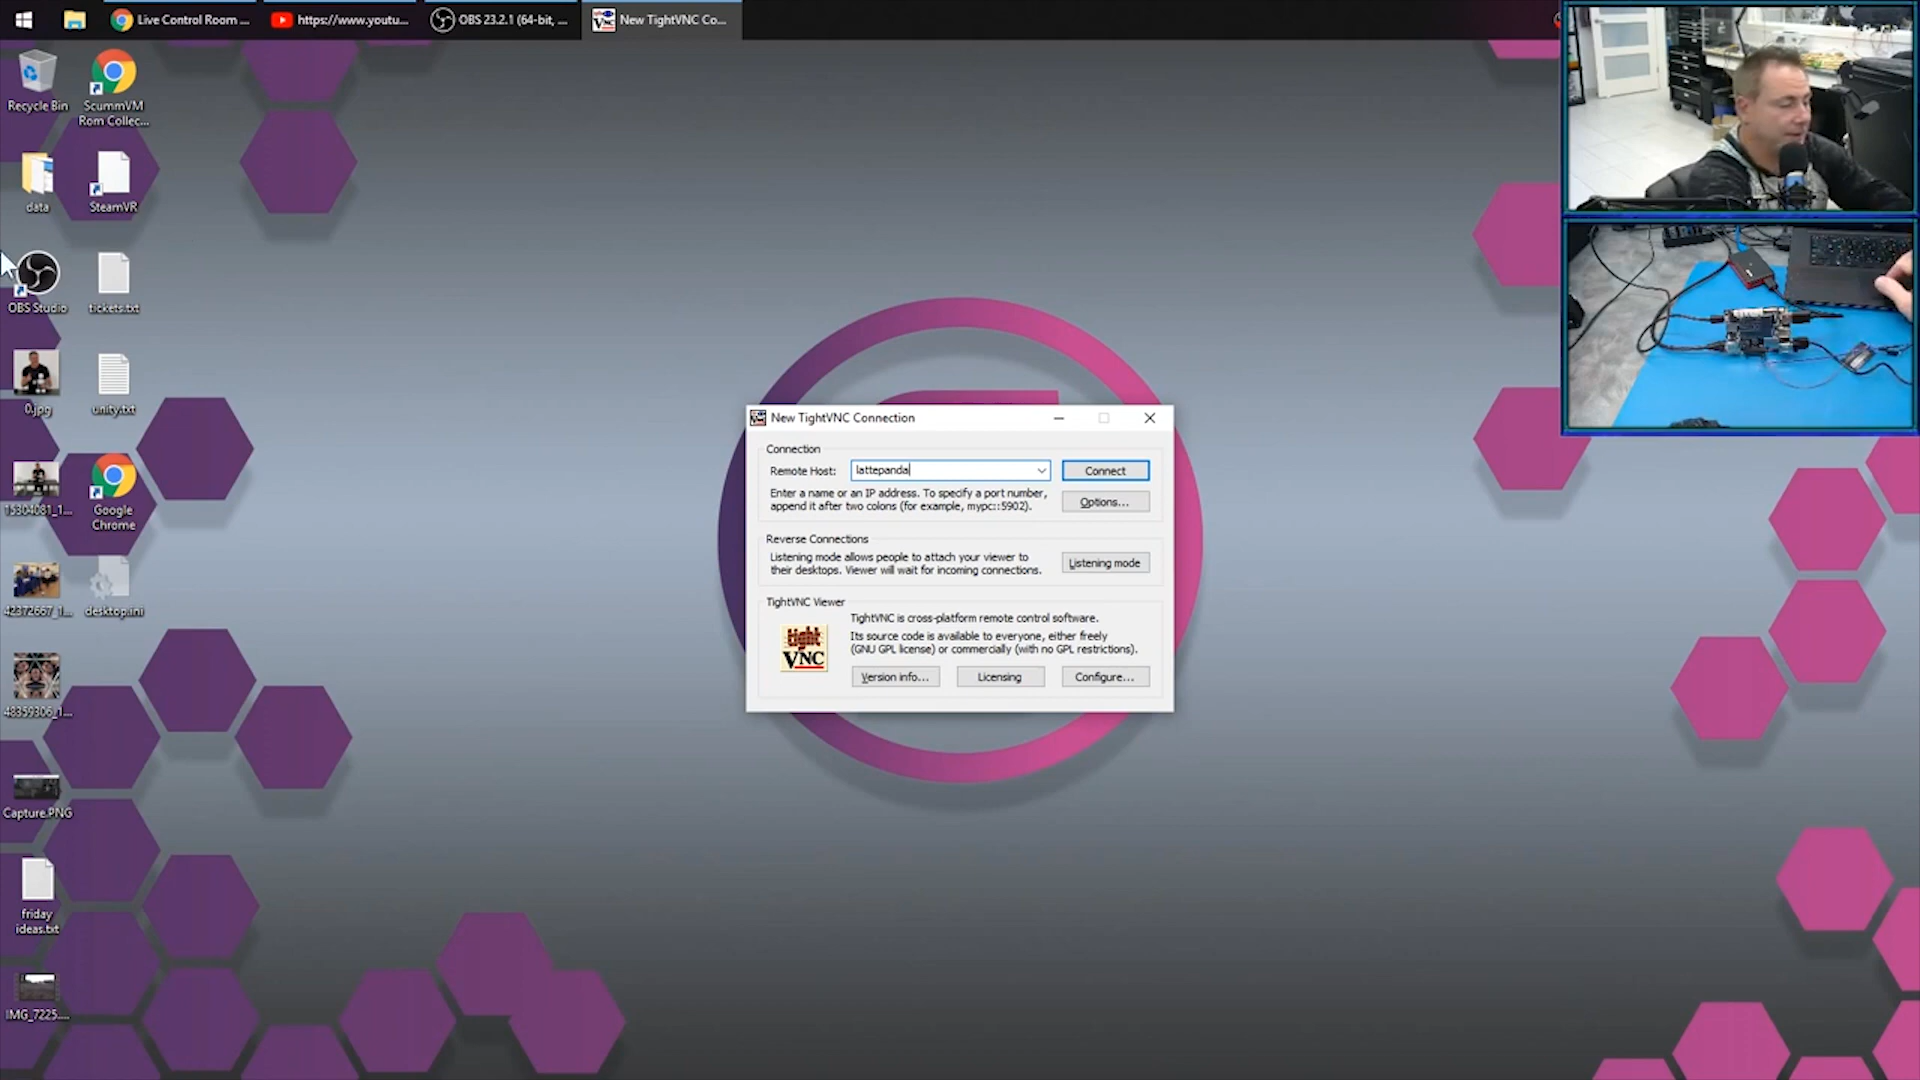 Live Control Room ...
https://www.youtu...
OBS 23.2.1 (64-bit, ...
New TightVNC Co...
Recycle Bin
ScummVM
Rom Collec...
data
SteamVR
OBS Studio
tickets.txt
0.jpg
unity.txt
15304081_1...
Google
Chrome
42372667_1...
desktop.ini
48359306_1...
Capture.PNG
friday
ideas.txt
IMG_7225....
New TightVNC Connection
Connection
Remote Host:
lattepanda
Connect
Enter a name or an IP address. To specify a port number,
append it after two colons (for example, mypc::5902).
Options...
Reverse Connections
Listening mode allows people to attach your viewer to
their desktops. Viewer will wait for incoming connections.
Listening mode
TightVNC Viewer
tight
VNC
TightVNC is cross-platform remote control software.
Its source code is available to everyone, either freely
(GNU GPL license) or commercially (with no GPL restrictions).
Version info...
Licensing
Configure...